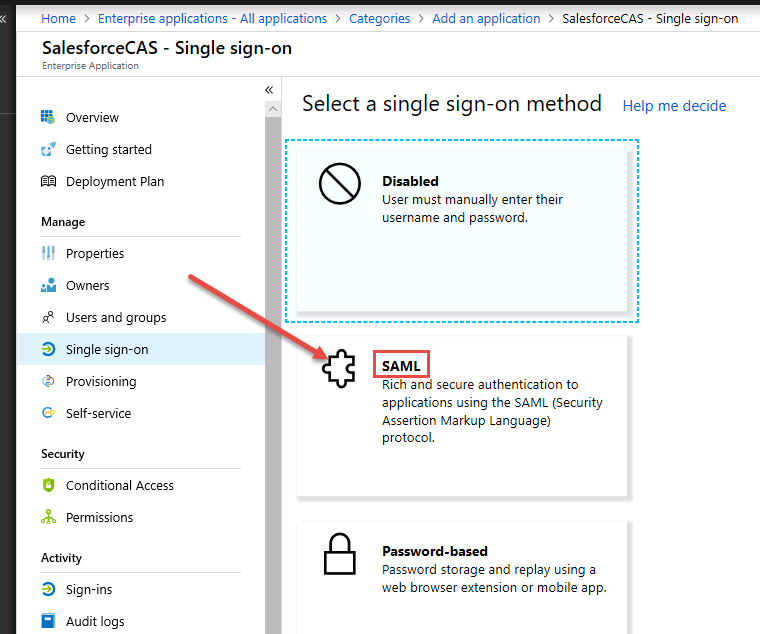 Home > Enterprise applications - All applications > Categories > Add an application > SalesforceCAS - Single sign-on
SalesforceCAS - Single sign-on
Enterprise Application
Overview
Getting started
Deployment Plan
Manage
Properties
Owners
Users and groups
Single sign-on
Provisioning
Self-service
Security
Conditional Access
Permissions
Activity
Sign-ins
Audit logs
Select a single sign-on method
Help me decide
Disabled
User must manually enter their
username and password.
SAML
Rich and secure authentication to
applications using the SAML (Security
Assertion Markup Language)
protocol.
Password-based
Password storage and replay using a
web browser extension or mobile app.